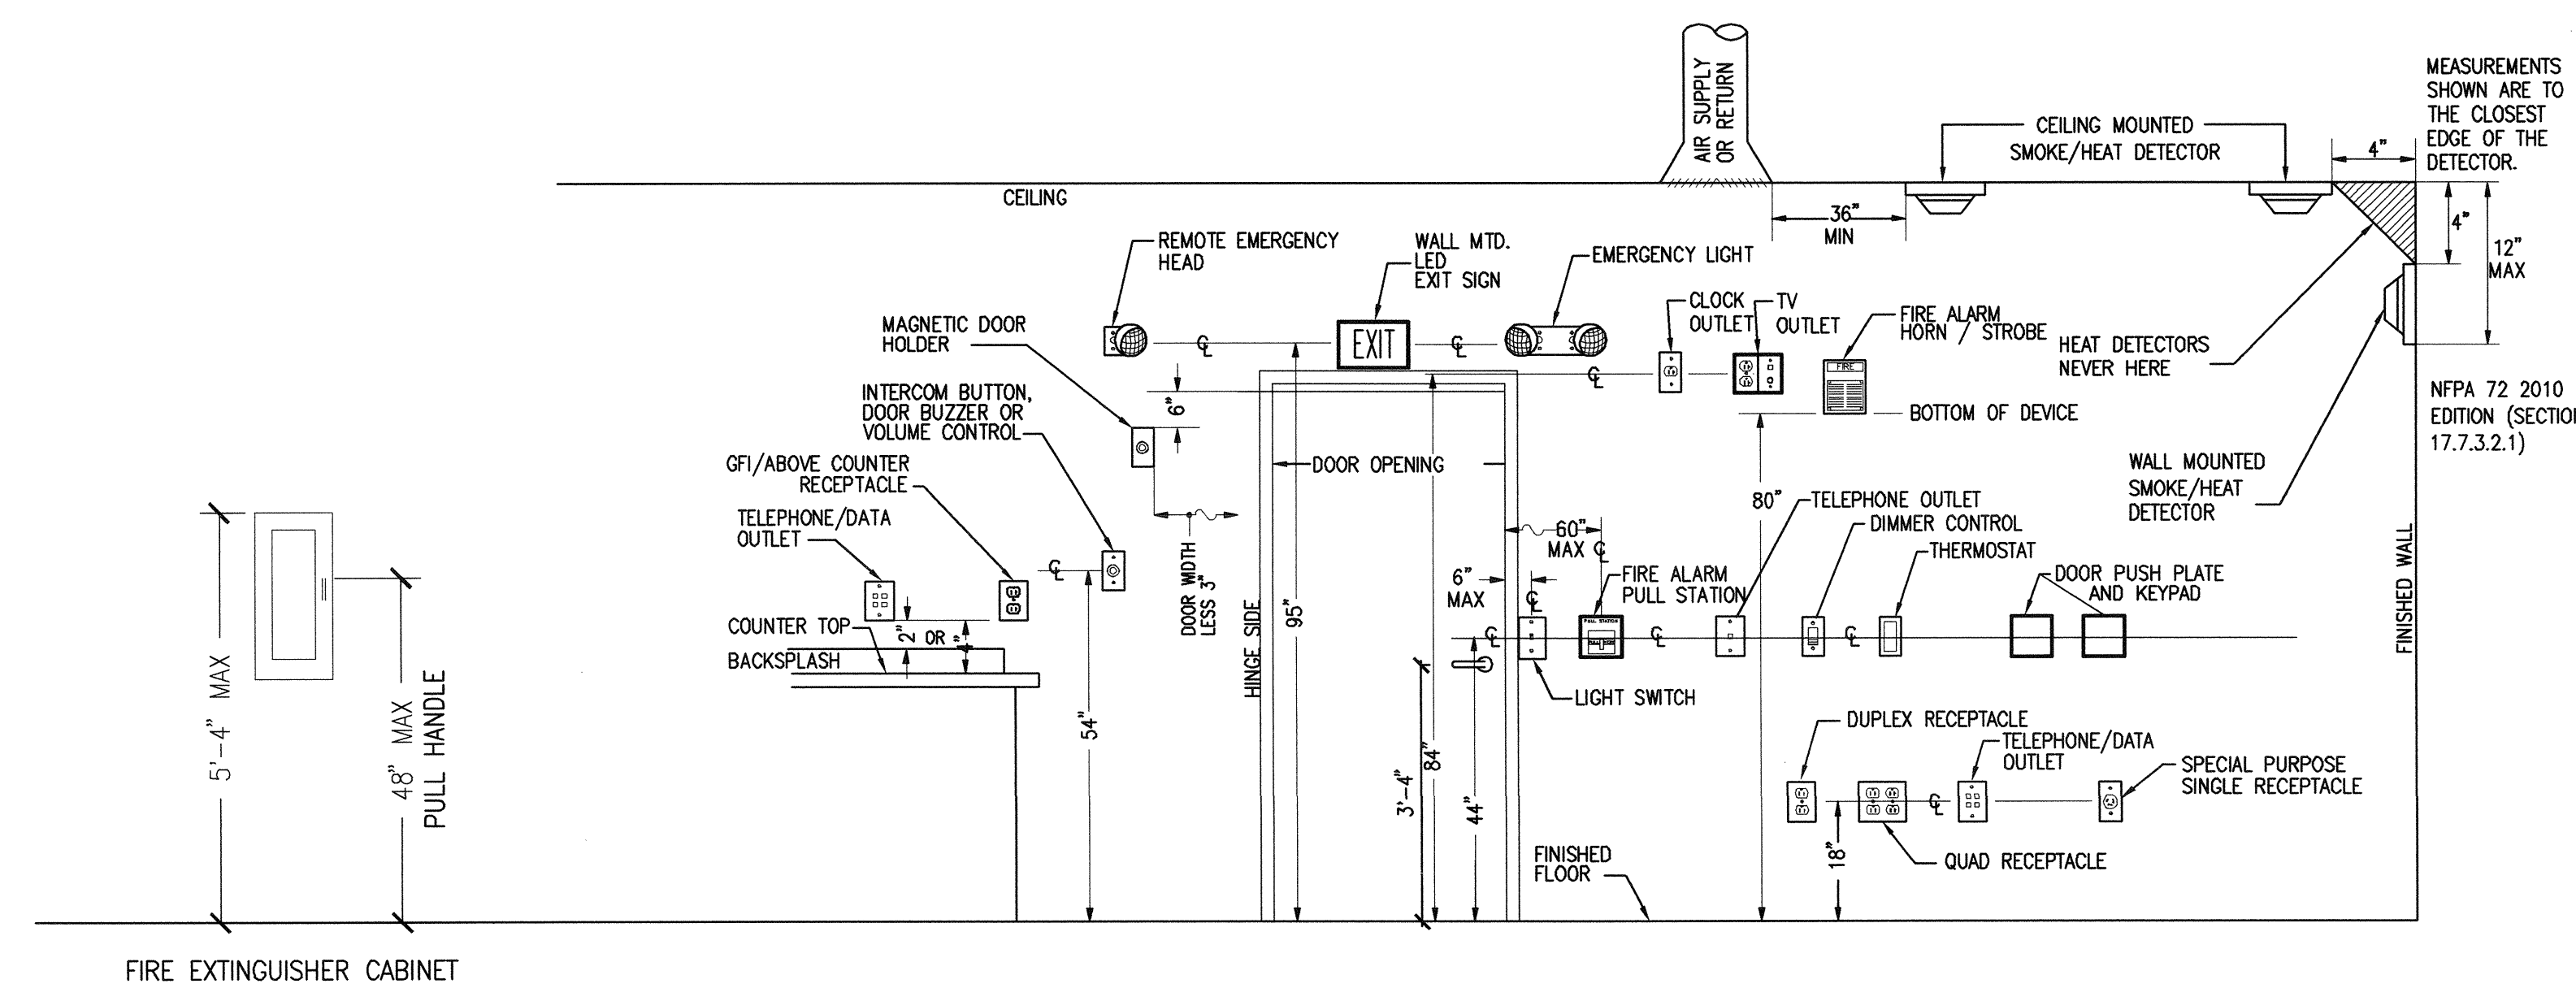 AIR SUPPLY
OR RETURN
MEASUREMENTS
SHOWN ARE TO
THE CLOSEST
EDGE OF THE
DETECTOR.
CEILING MOUNTED
SMOKE/HEAT DETECTOR
4"
CEILING
36"
MIN
4"
12"
MAX
REMOTE EMERGENCY
HEAD
WALL MTD.
LED
EXIT SIGN
EMERGENCY LIGHT
CLOCK
OUTLET
TV
OUTLET
FIRE ALARM
HORN / STROBE
HEAT DETECTORS
NEVER HERE
MAGNETIC DOOR
HOLDER
EXIT
FIRE
6"
BOTTOM OF DEVICE
NFPA 72 2010
EDITION (SECTION
17.7.3.2.1)
INTERCOM BUTTON,
DOOR BUZZER OR
VOLUME CONTROL
GFI/ABOVE COUNTER
RECEPTACLE
DOOR OPENING
WALL MOUNTED
SMOKE/HEAT
DETECTOR
TELEPHONE/DATA
OUTLET
80"
TELEPHONE OUTLET
DIMMER CONTROL
THERMOSTAT
60"
MAX
DOOR WIDTH
LESS 3"
6"
MAX
FIRE ALARM
PULL STATION
DOOR PUSH PLATE
AND KEYPAD
FINISHED WALL
COUNTER TOP
2" OR 4"
BACKSPLASH
HINGE SIDE
95"
PULL STATION
LIGHT SWITCH
5'-4" MAX
48" MAX
PULL HANDLE
54"
84"
3'-4"
44"
DUPLEX RECEPTACLE
TELEPHONE/DATA
OUTLET
SPECIAL PURPOSE
SINGLE RECEPTACLE
18"
QUAD RECEPTACLE
FINISHED
FLOOR
FIRE EXTINGUISHER CABINET